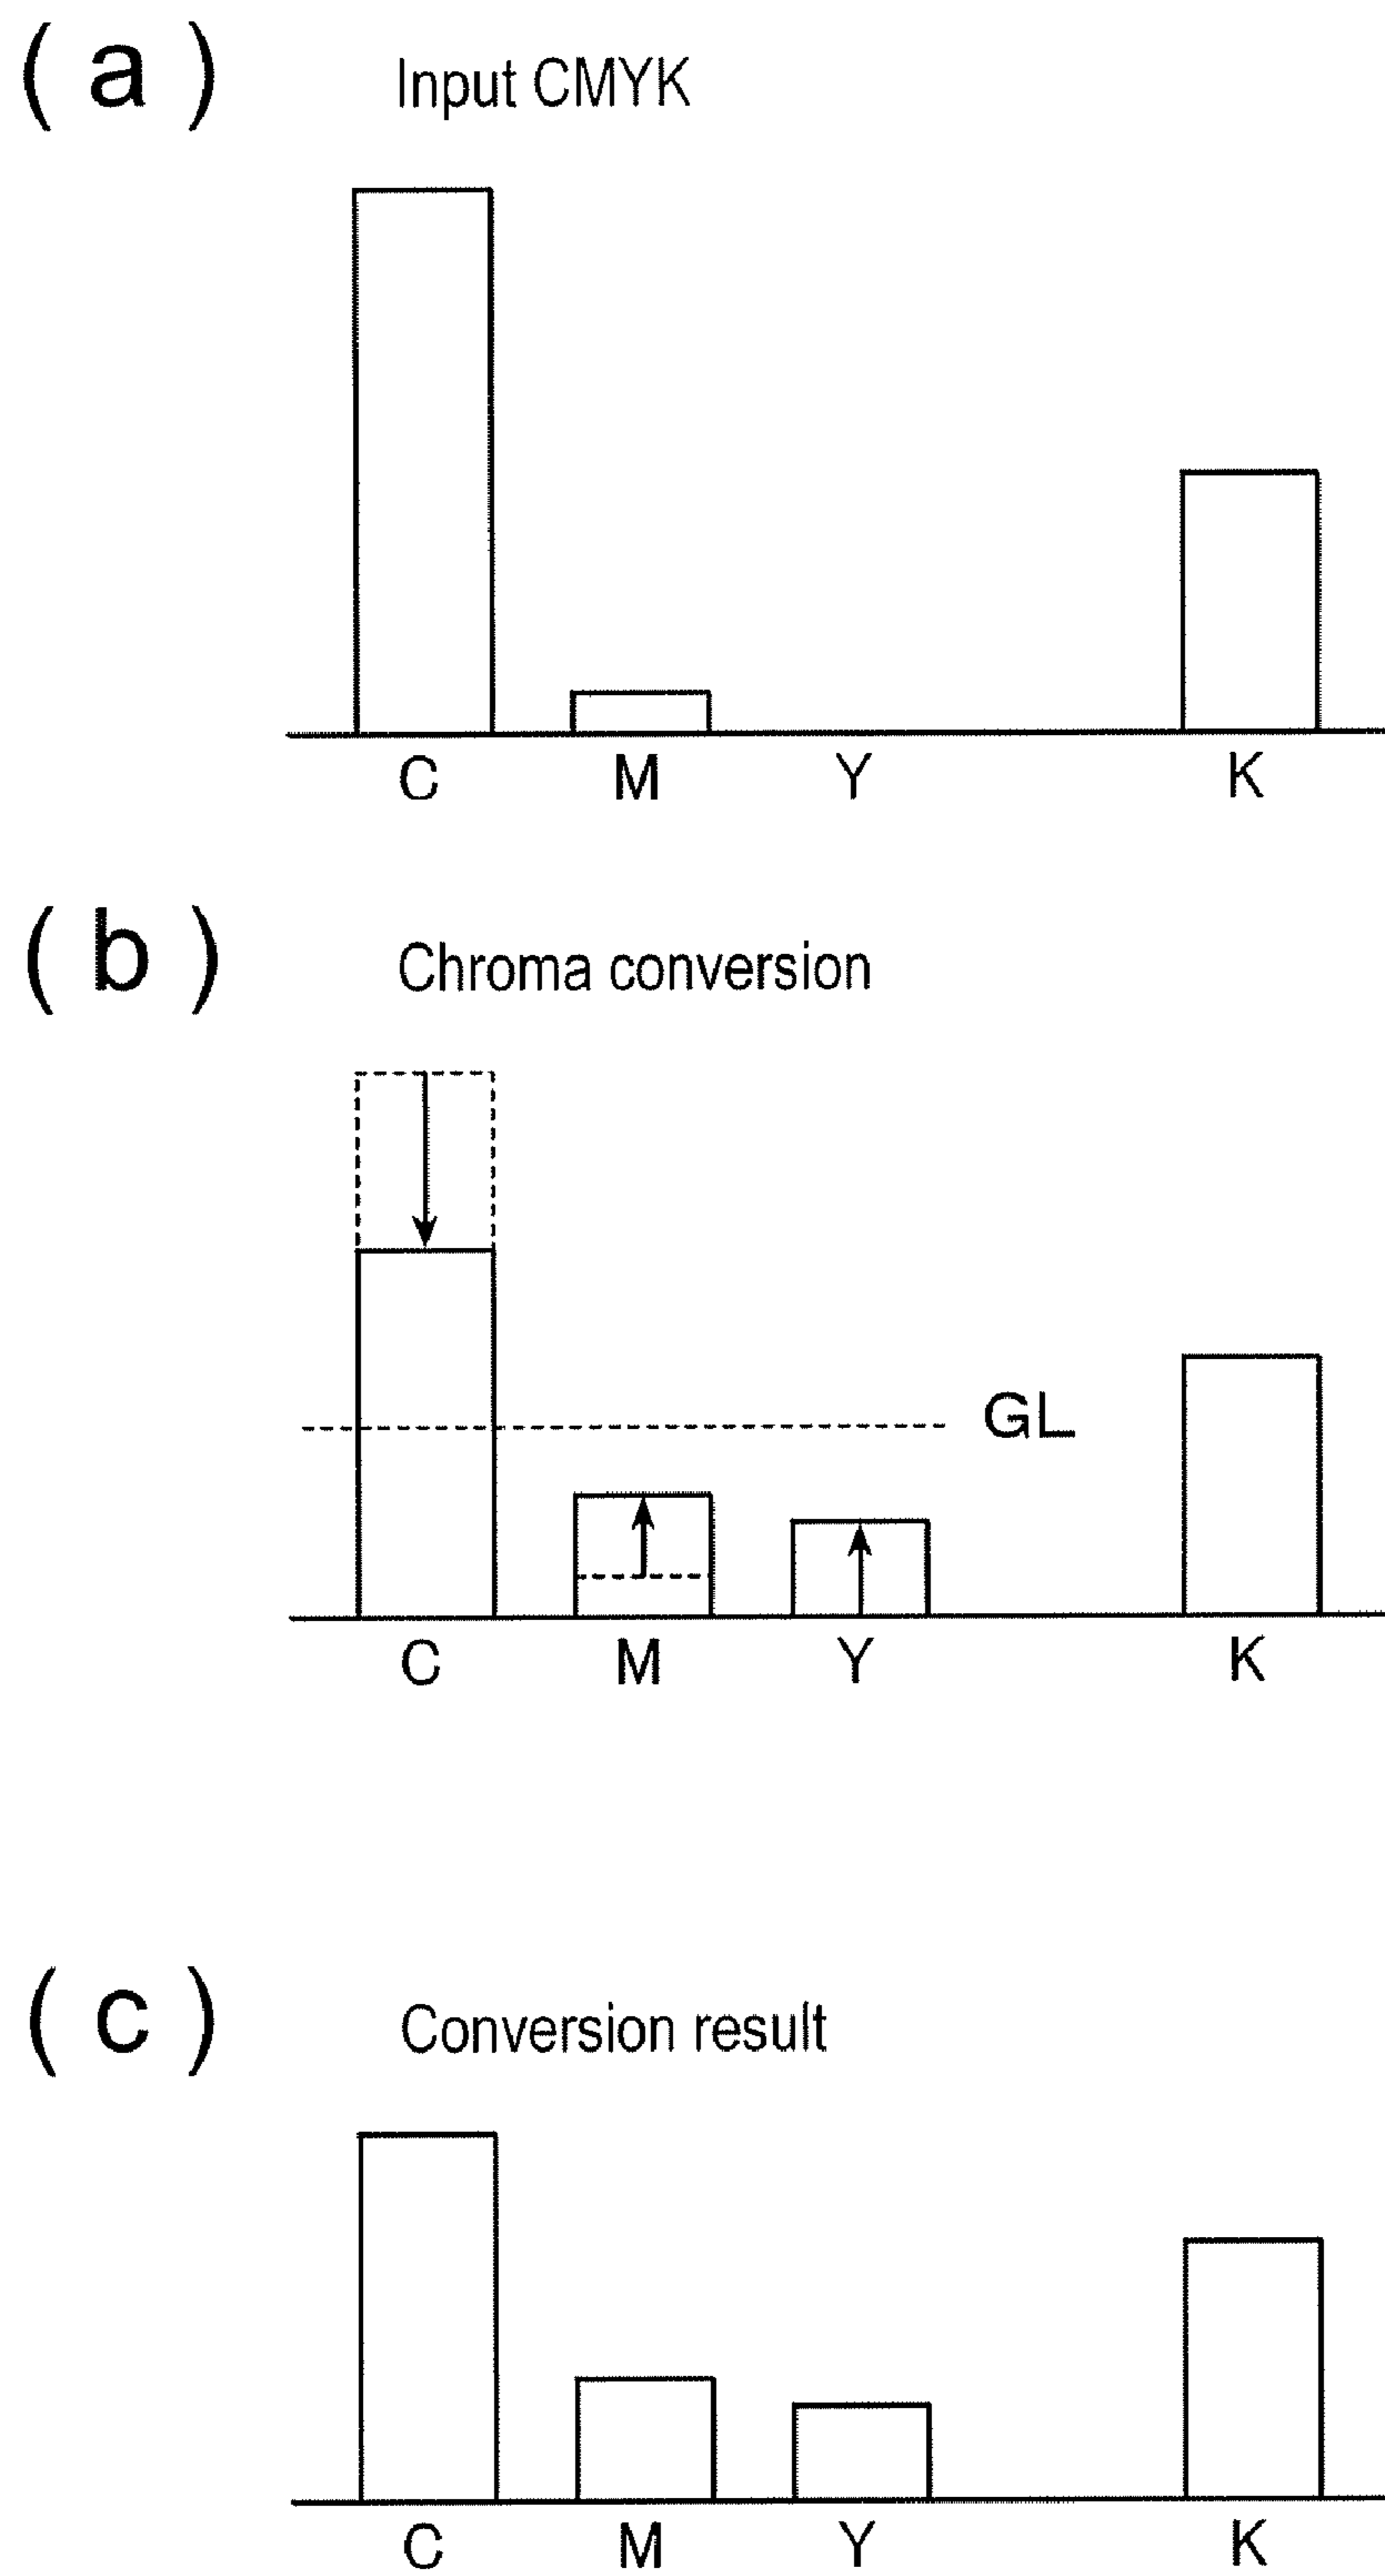 ( a ) Input CMYK
C M Y K
( b ) Chroma conversion
GL
C M Y K
( c ) Conversion result
C M Y K